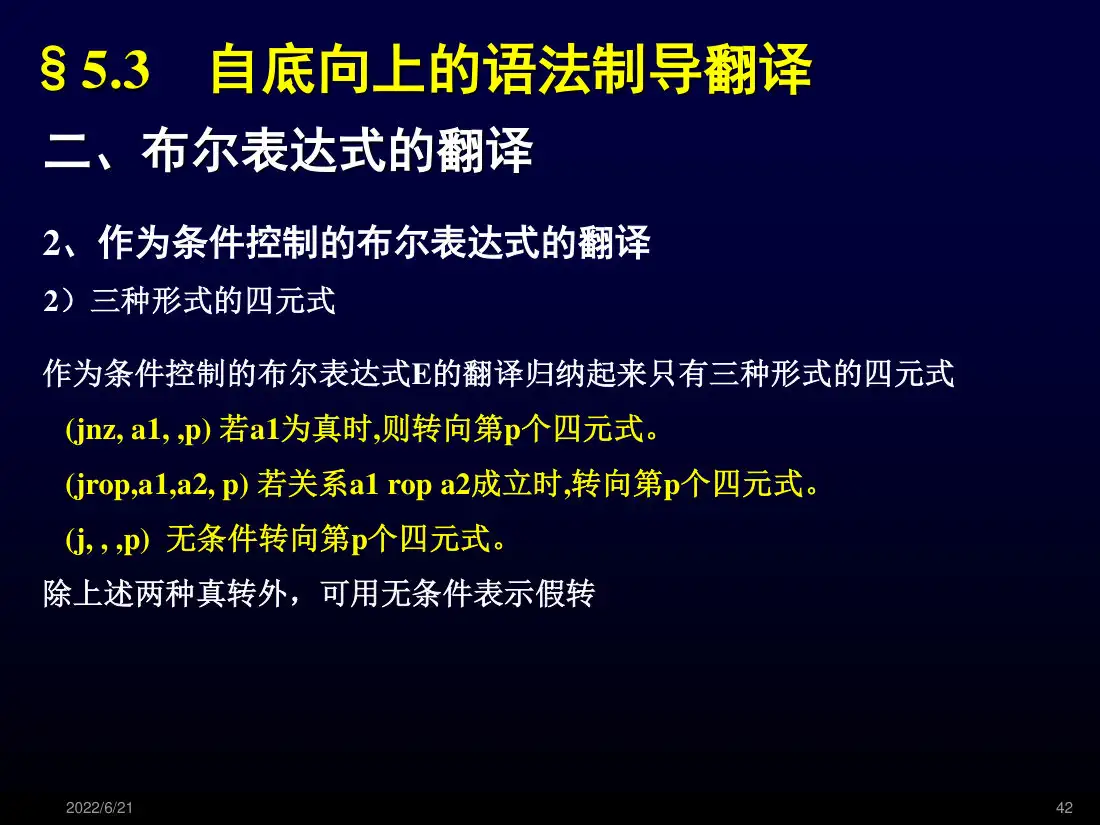 §5.3 自底向上的语法制导翻译
二、布尔表达式的翻译
2、作为条件控制的布尔表达式的翻译
2）三种形式的四元式
作为条件控制的布尔表达式E的翻译归纳起来只有三种形式的四元式
(jnz, a1, ,p) 若a1为真时,则转向第p个四元式。
(jrop,a1,a2, p) 若关系a1 rop a2成立时,转向第p个四元式。
(j, , ,p) 无条件转向第p个四元式。
除上述两种真转外，可用无条件表示假转
2022/6/21
42